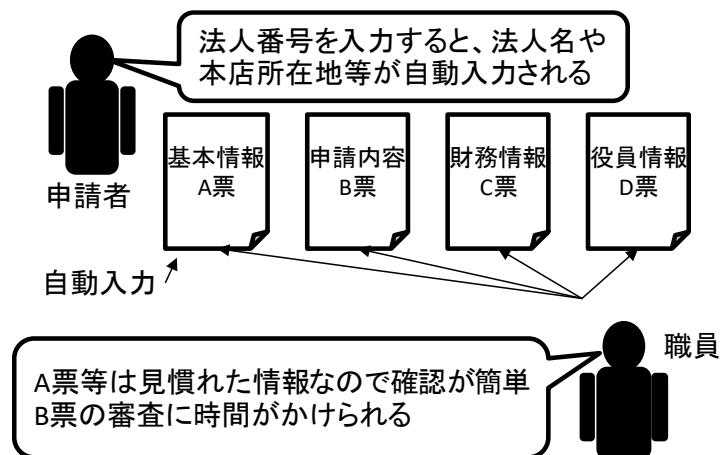 法人番号を入力すると、法人名や
本店所在地等が自動入力される
申請者
基本情報
A票
申請内容
B票
財務情報
C票
役員情報
D票
自動入力
職員
A票等は見慣れた情報なので確認が簡単
B票の審査に時間がかけられる